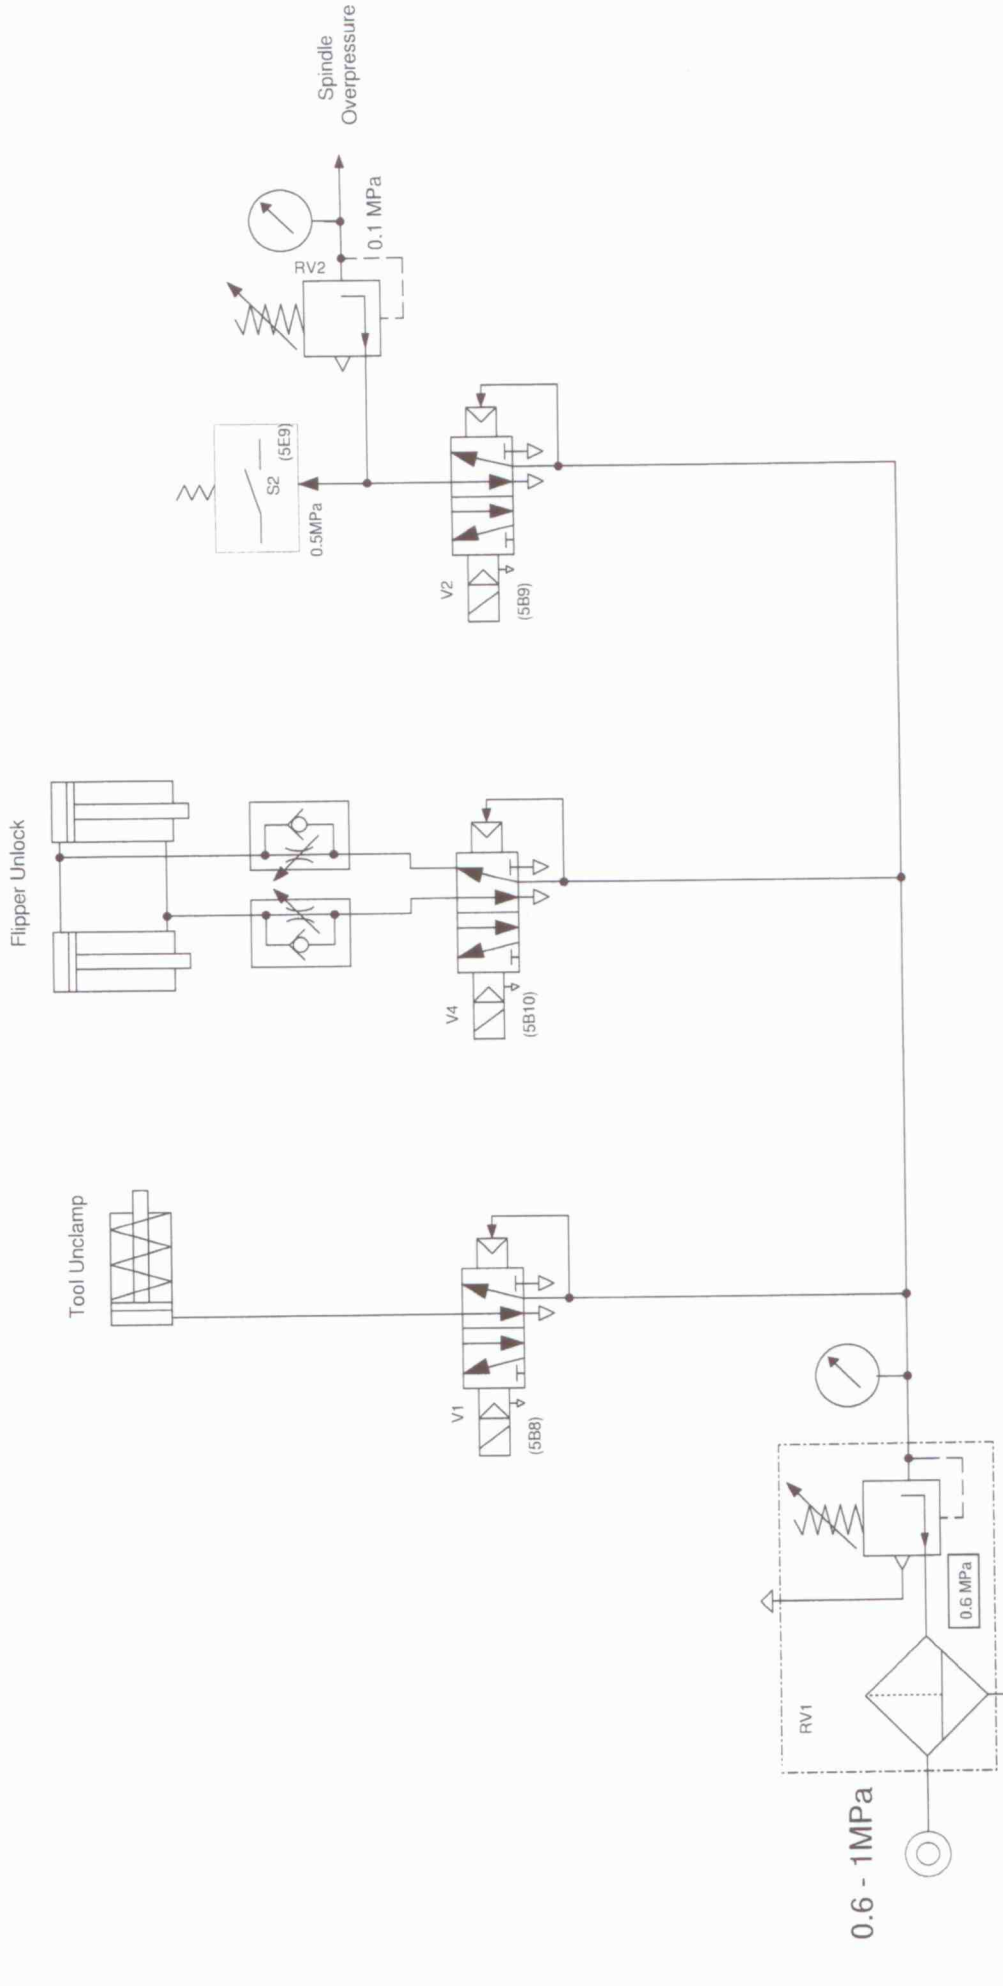 Tool Unclamp
Flipper Unlock
Spindle
Overpressure
S2
(5E9)
0.5MPa
RV2
0.1 MPa
V1
(5B8)
V4
(5B10)
V2
(5B9)
RV1
0.6 MPa
0.6 - 1MPa